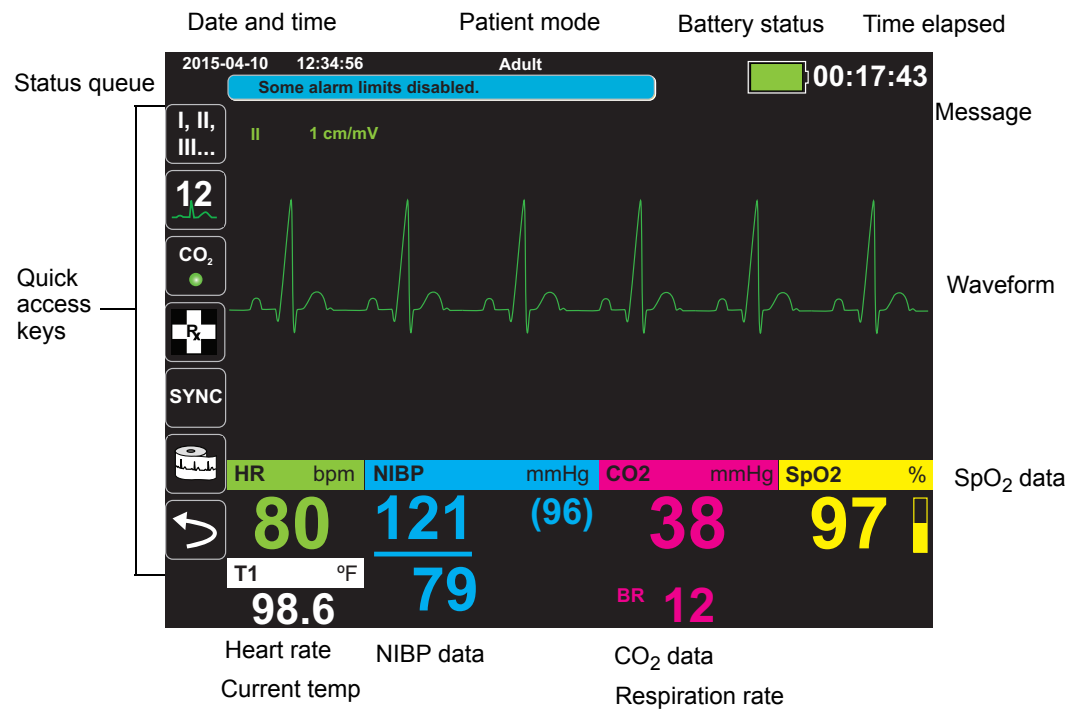 Date and time Patient mode Battery status Time elapsed
2015-04-10 12:34:56 Adult 00:17:43
Status queue Some alarm limits disabled.
Message
I, II,
III...
II 1 cm/mV
12
CO₂
Quick
access
keys
Waveform
Rx
SYNC
HR bpm NIBP mmHg CO2 mmHg SpO2 %
SpO₂ data
80 121 (96) 38 97
T1 ºF 79
98.6 BR 12
Heart rate NIBP data CO₂ data
Current temp Respiration rate